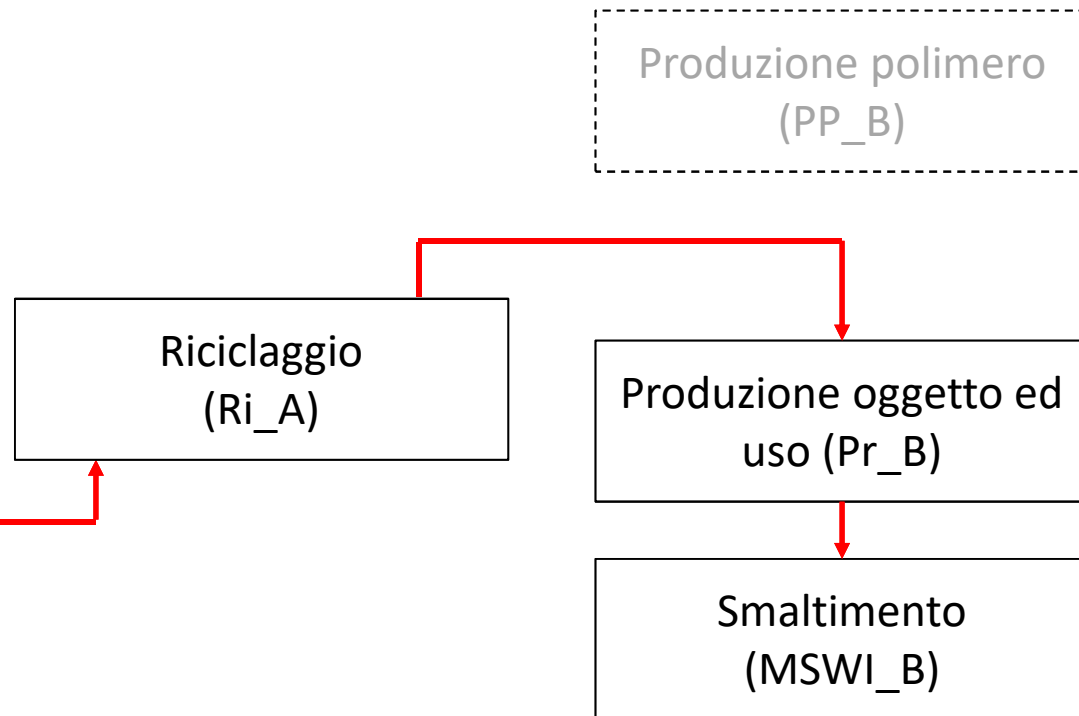 Produzione polimero
(PP_B)
Riciclaggio
(Ri_A)
Produzione oggetto ed
uso (Pr_B)
Smaltimento
(MSWI_B)